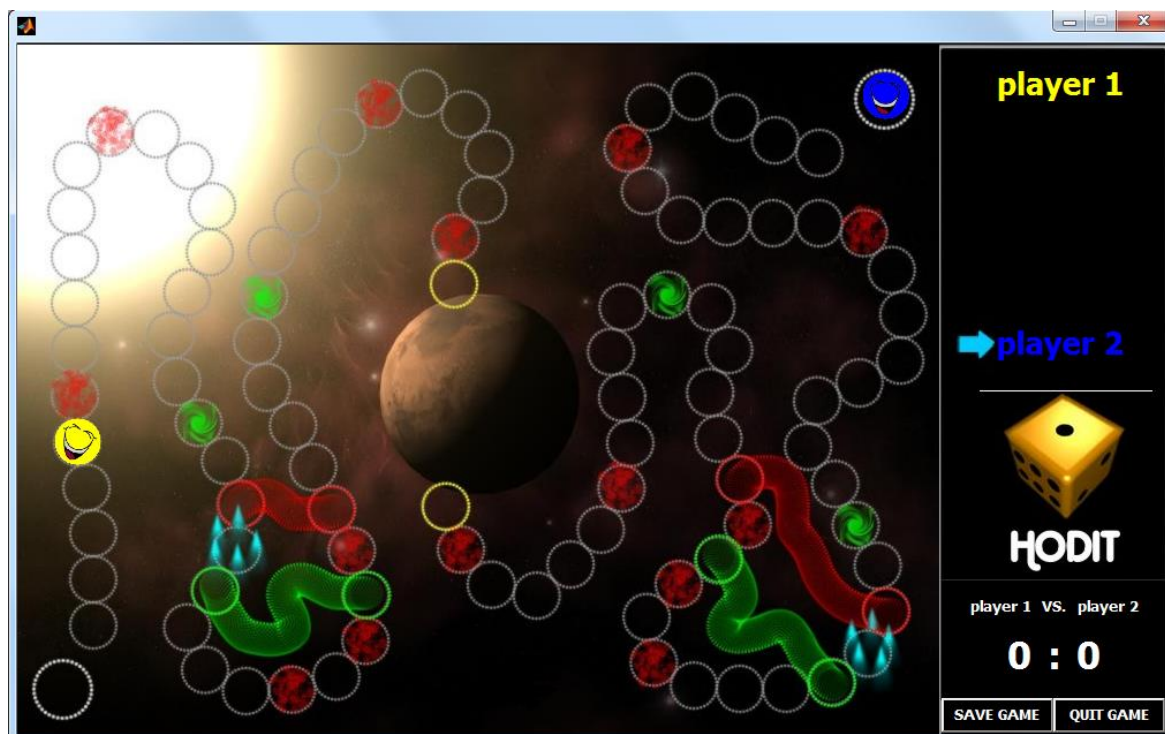 player 1
player 2
HODIT
player 1 VS. player 2
0 : 0
SAVE GAME QUIT GAME